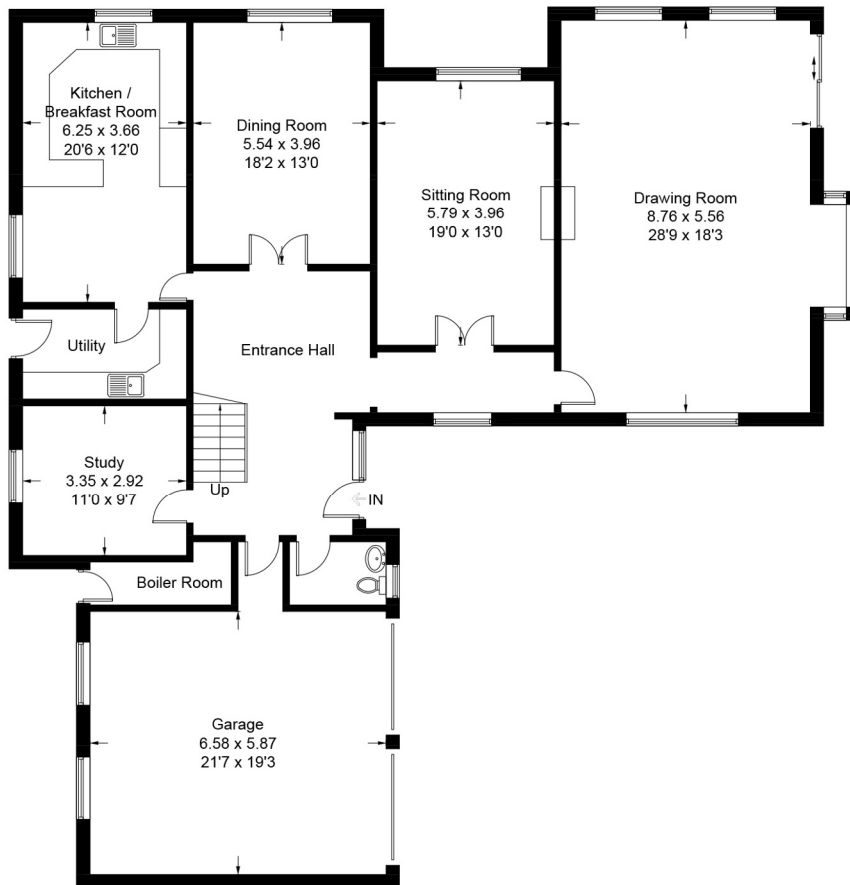 Kitchen /
Breakfast Room
6.25 x 3.66
20'6 x 12'0
Dining Room
5.54 x 3.96
18'2 x 13'0
Sitting Room
5.79 x 3.96
19'0 x 13'0
Drawing Room
8.76 x 5.56
28'9 x 18'3
Utility
Entrance Hall
Study
3.35 x 2.92
11'0 x 9'7
Up
IN
Boiler Room
Garage
6.58 x 5.87
21'7 x 19'3